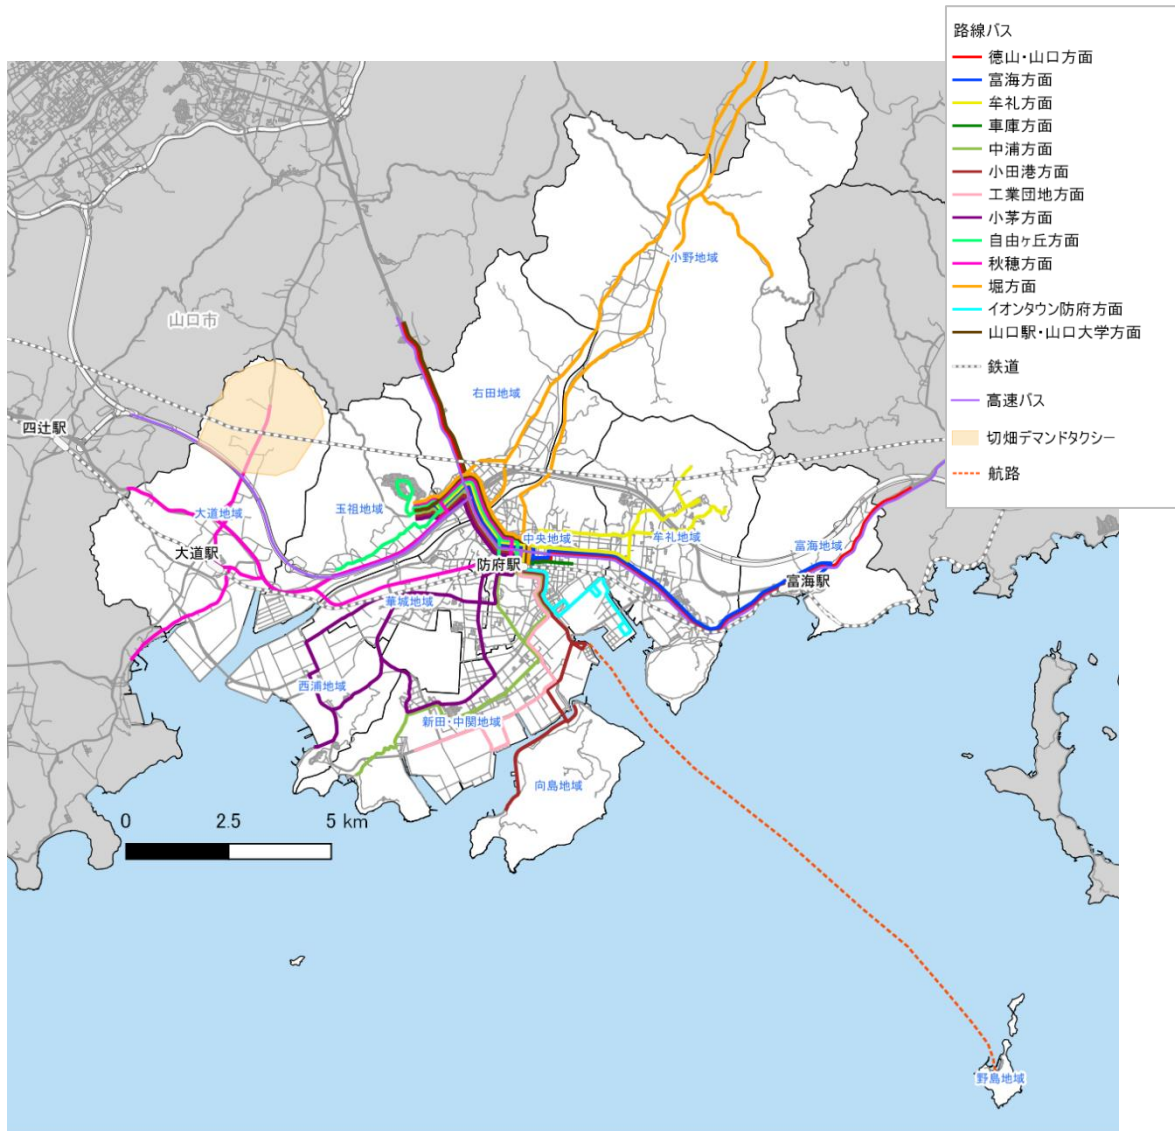 路線バス
徳山・山口方面
富海方面
牟礼方面
車庫方面
中浦方面
小田港方面
工業団地方面
小茅方面
自由ヶ丘方面
秋穂方面
堀方面
イオンタウン防府方面
山口駅・山口大学方面
鉄道
高速バス
切畑デマンドタクシー
航路
小野地域
山口市
右田地域
四辻駅
玉祖地域
大道地域
大道駅
中央地域
牟礼地域
富海地域
防府駅
富海駅
華城地域
西浦地域
新田・中関地域
向島地域
0 2.5 5 km
野島地域